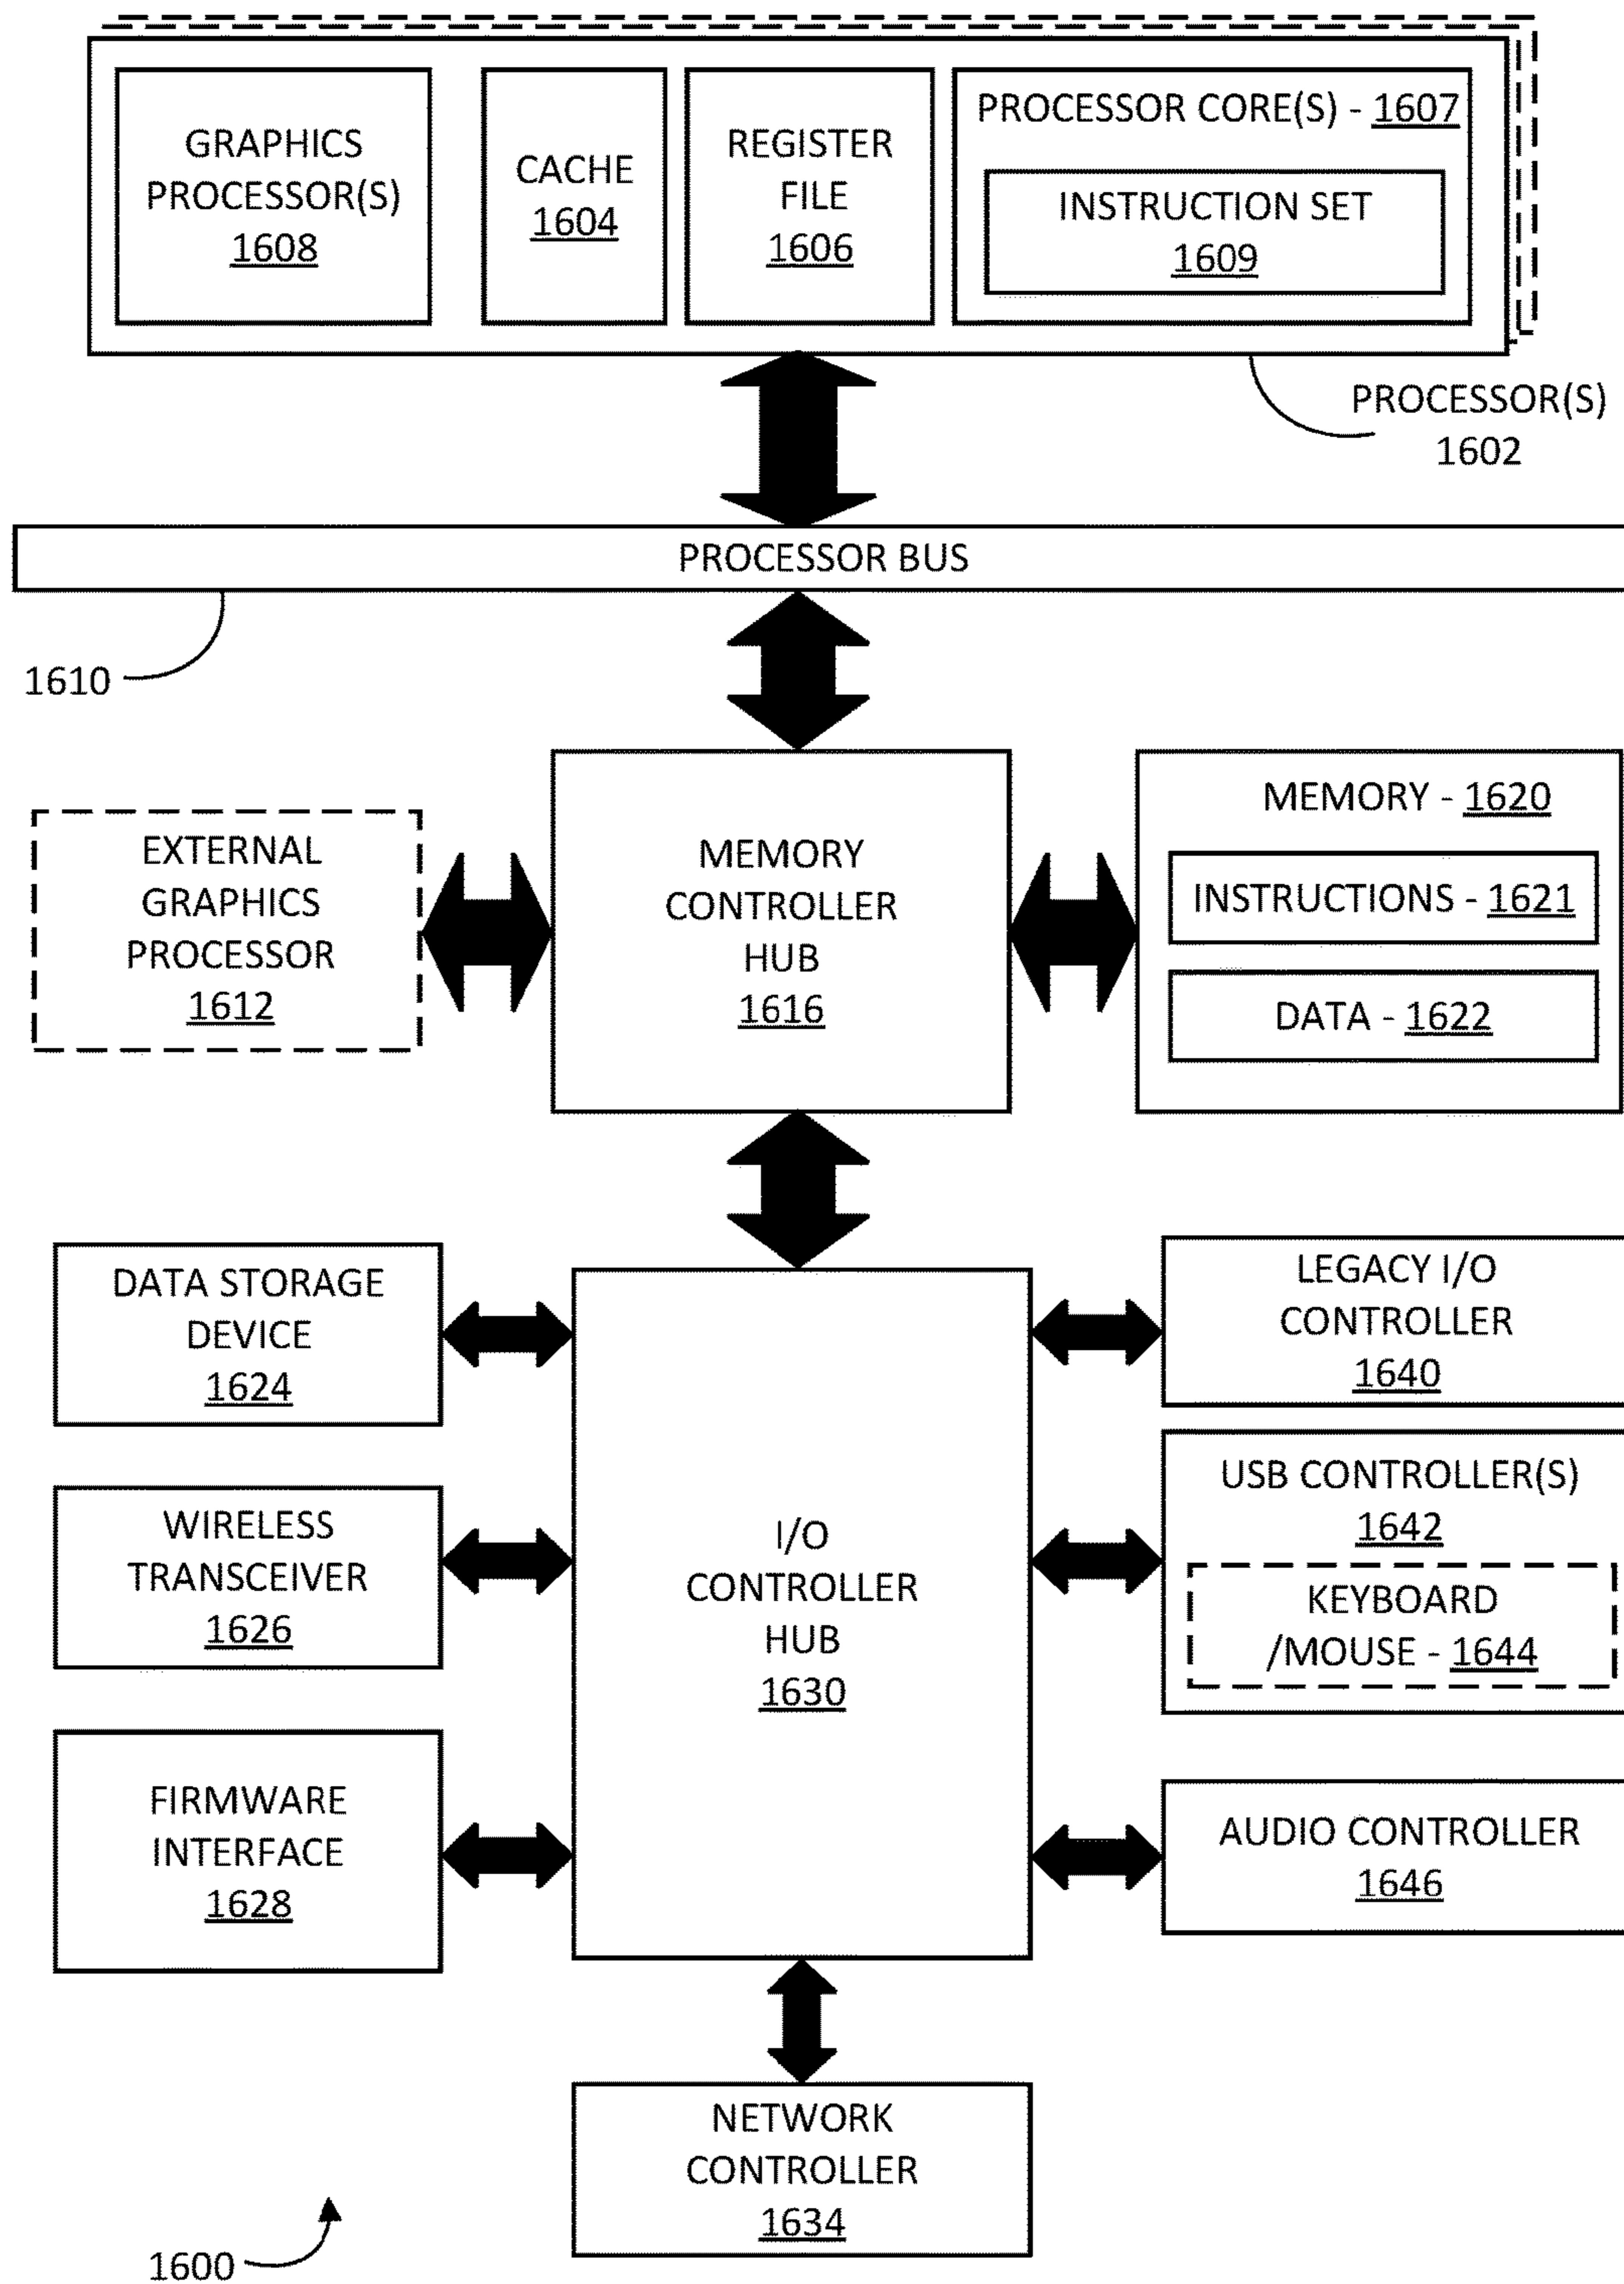 GRAPHICS
PROCESSOR(S)
1608
CACHE
1604
REGISTER
FILE
1606
PROCESSOR CORE(S) - 1607
INSTRUCTION SET
1609
PROCESSOR(S)
1602
PROCESSOR BUS
1610
EXTERNAL
GRAPHICS
PROCESSOR
1612
MEMORY
CONTROLLER
HUB
1616
MEMORY - 1620
INSTRUCTIONS - 1621
DATA - 1622
DATA STORAGE
DEVICE
1624
WIRELESS
TRANSCEIVER
1626
FIRMWARE
INTERFACE
1628
I/O
CONTROLLER
HUB
1630
LEGACY I/O
CONTROLLER
1640
USB CONTROLLER(S)
1642
KEYBOARD
/MOUSE - 1644
AUDIO CONTROLLER
1646
NETWORK
CONTROLLER
1634
1600